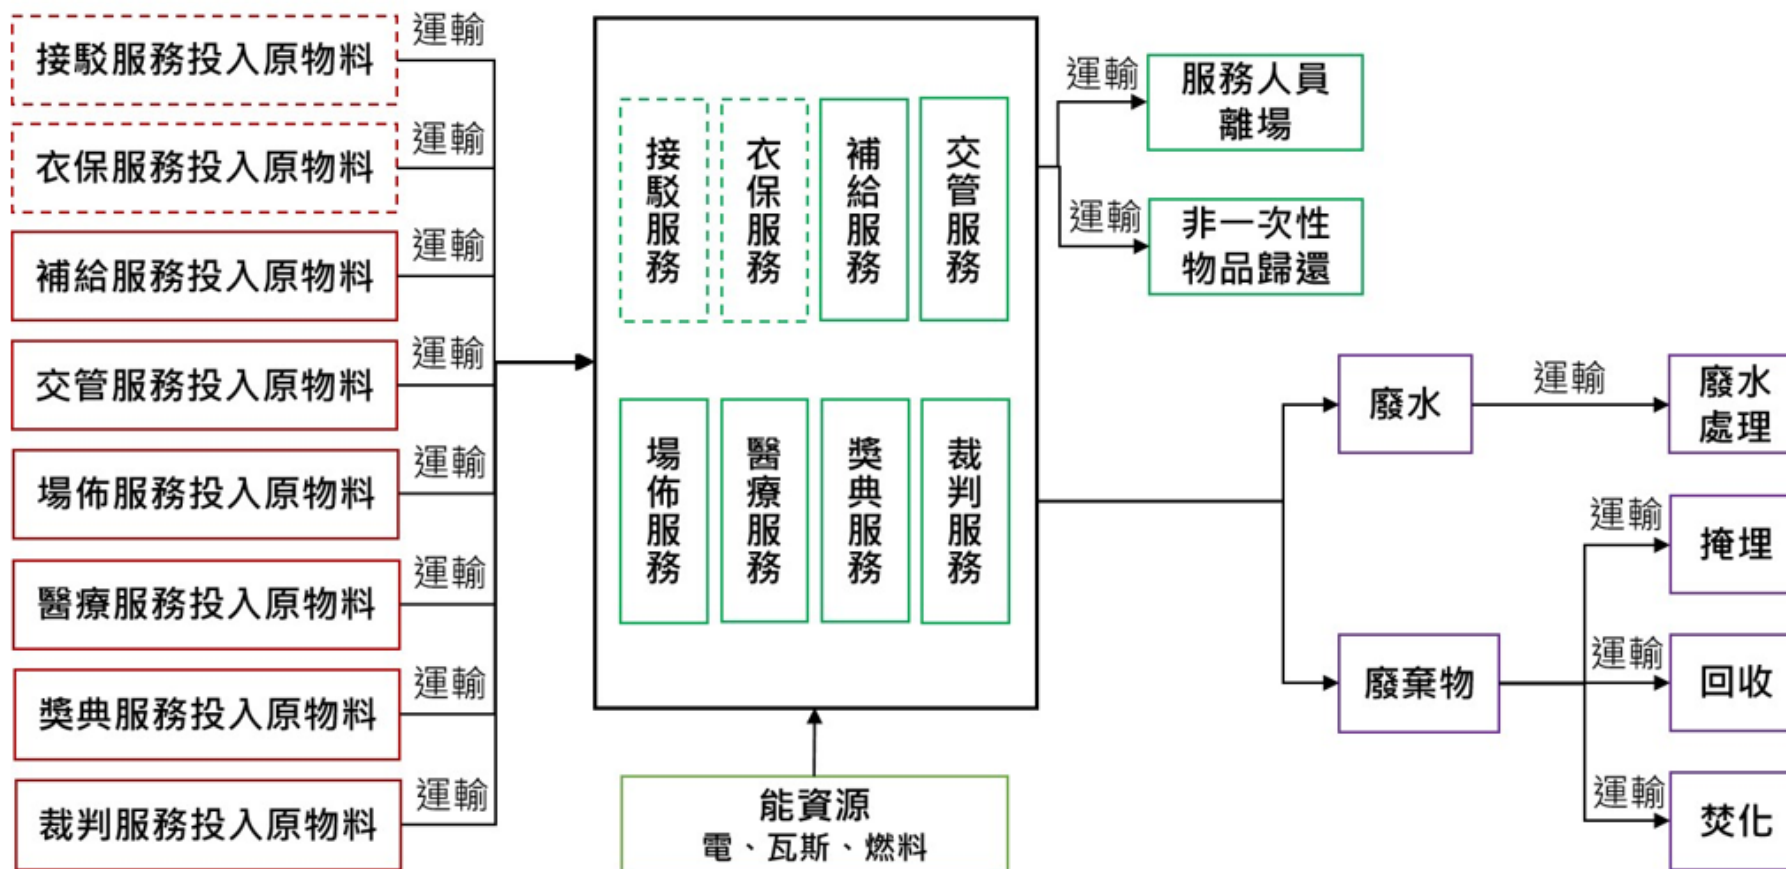 運輸
接駁服務投入原物料
運輸
衣保服務投入原物料
運輸
補給服務投入原物料
運輸
交管服務投入原物料
運輸
場佈服務投入原物料
運輸
醫療服務投入原物料
運輸
獎典服務投入原物料
運輸
裁判服務投入原物料
接駁服務
衣保服務
補給服務
交管服務
場佈服務
醫療服務
獎典服務
裁判服務
能資源
電、瓦斯、燃料
運輸
服務人員
離場
運輸
非一次性
物品歸還
廢水
運輸
廢水
處理
廢棄物
運輸
掩埋
運輸
回收
運輸
焚化